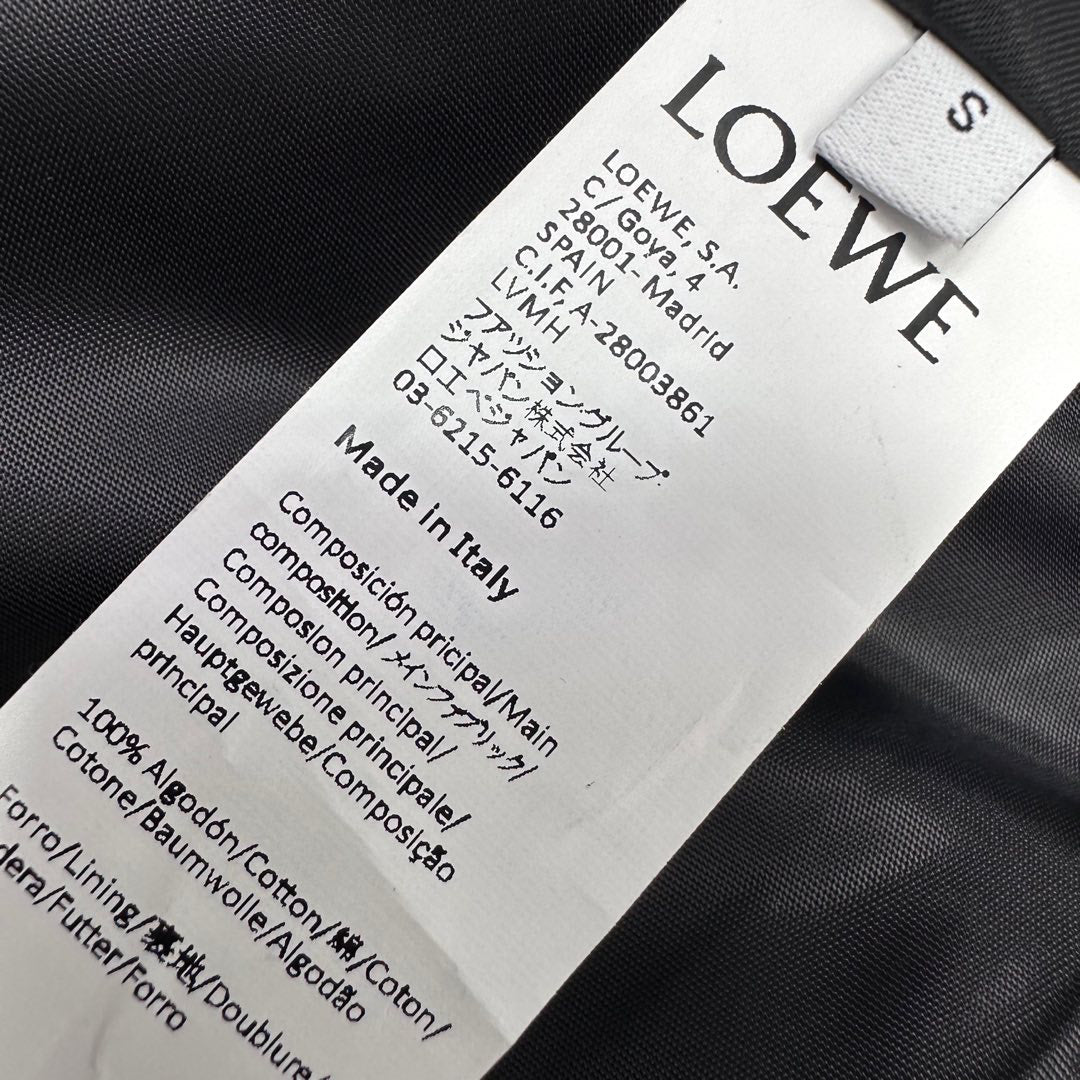 LOEWE
S
LOEWE, S.A.
C/Goya, 4
28001-Madrid
SPAIN
C.I.F, A-28003861
LVMH
ファッショングループ
ジャパン株式会社
ロエベジャパン
03-6215-6116
Made in Italy
Composición pricipal/Main
composition/メインファブリック/
Composion principal/
Composizione principale/
Hauptgewebe/Composição
principal
100% Algodón/Cotton/綿/Coton/
Cotone/Baumwolle/Algodão
Forro/Lining/裏地/Doublure/
dera/Futter/Forro